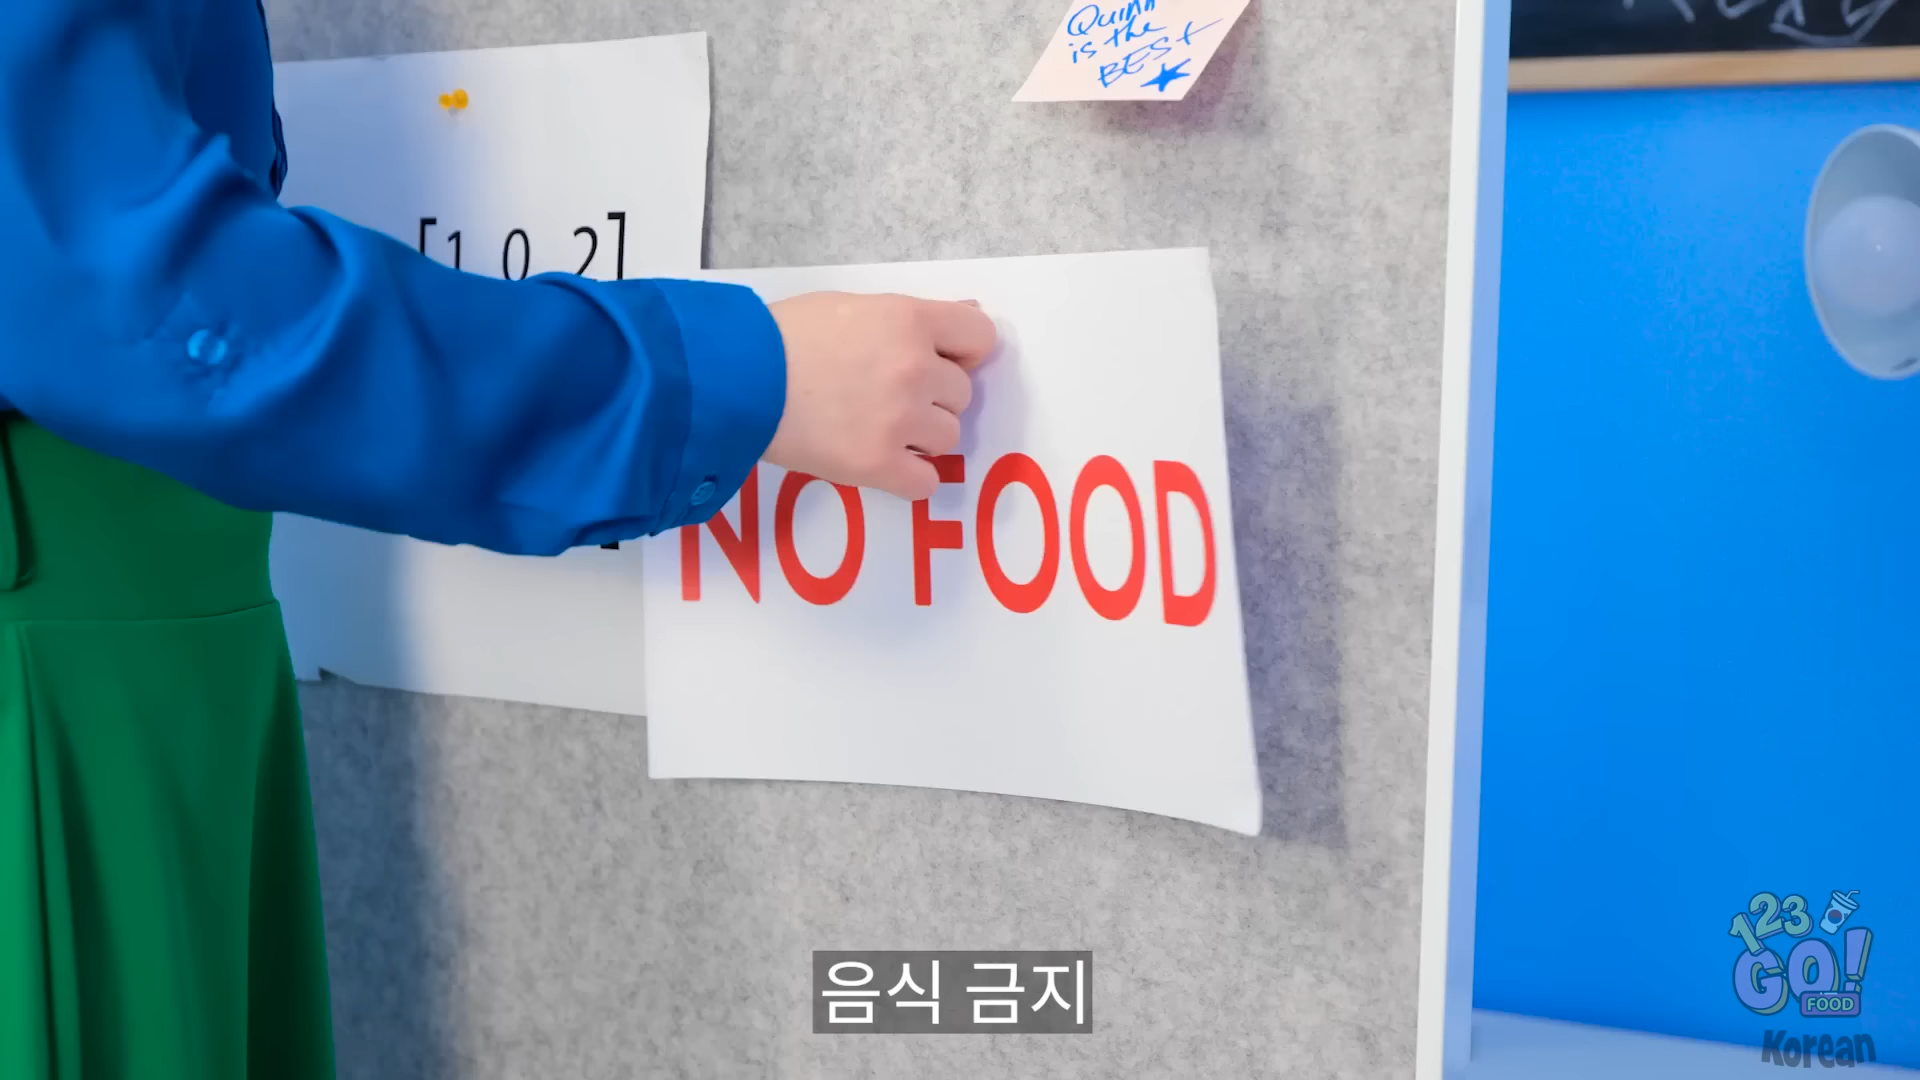 Quinn
is the
BEST
[1 0 2]
NO FOOD
음식 금지
123
GO!
FOOD
Korean